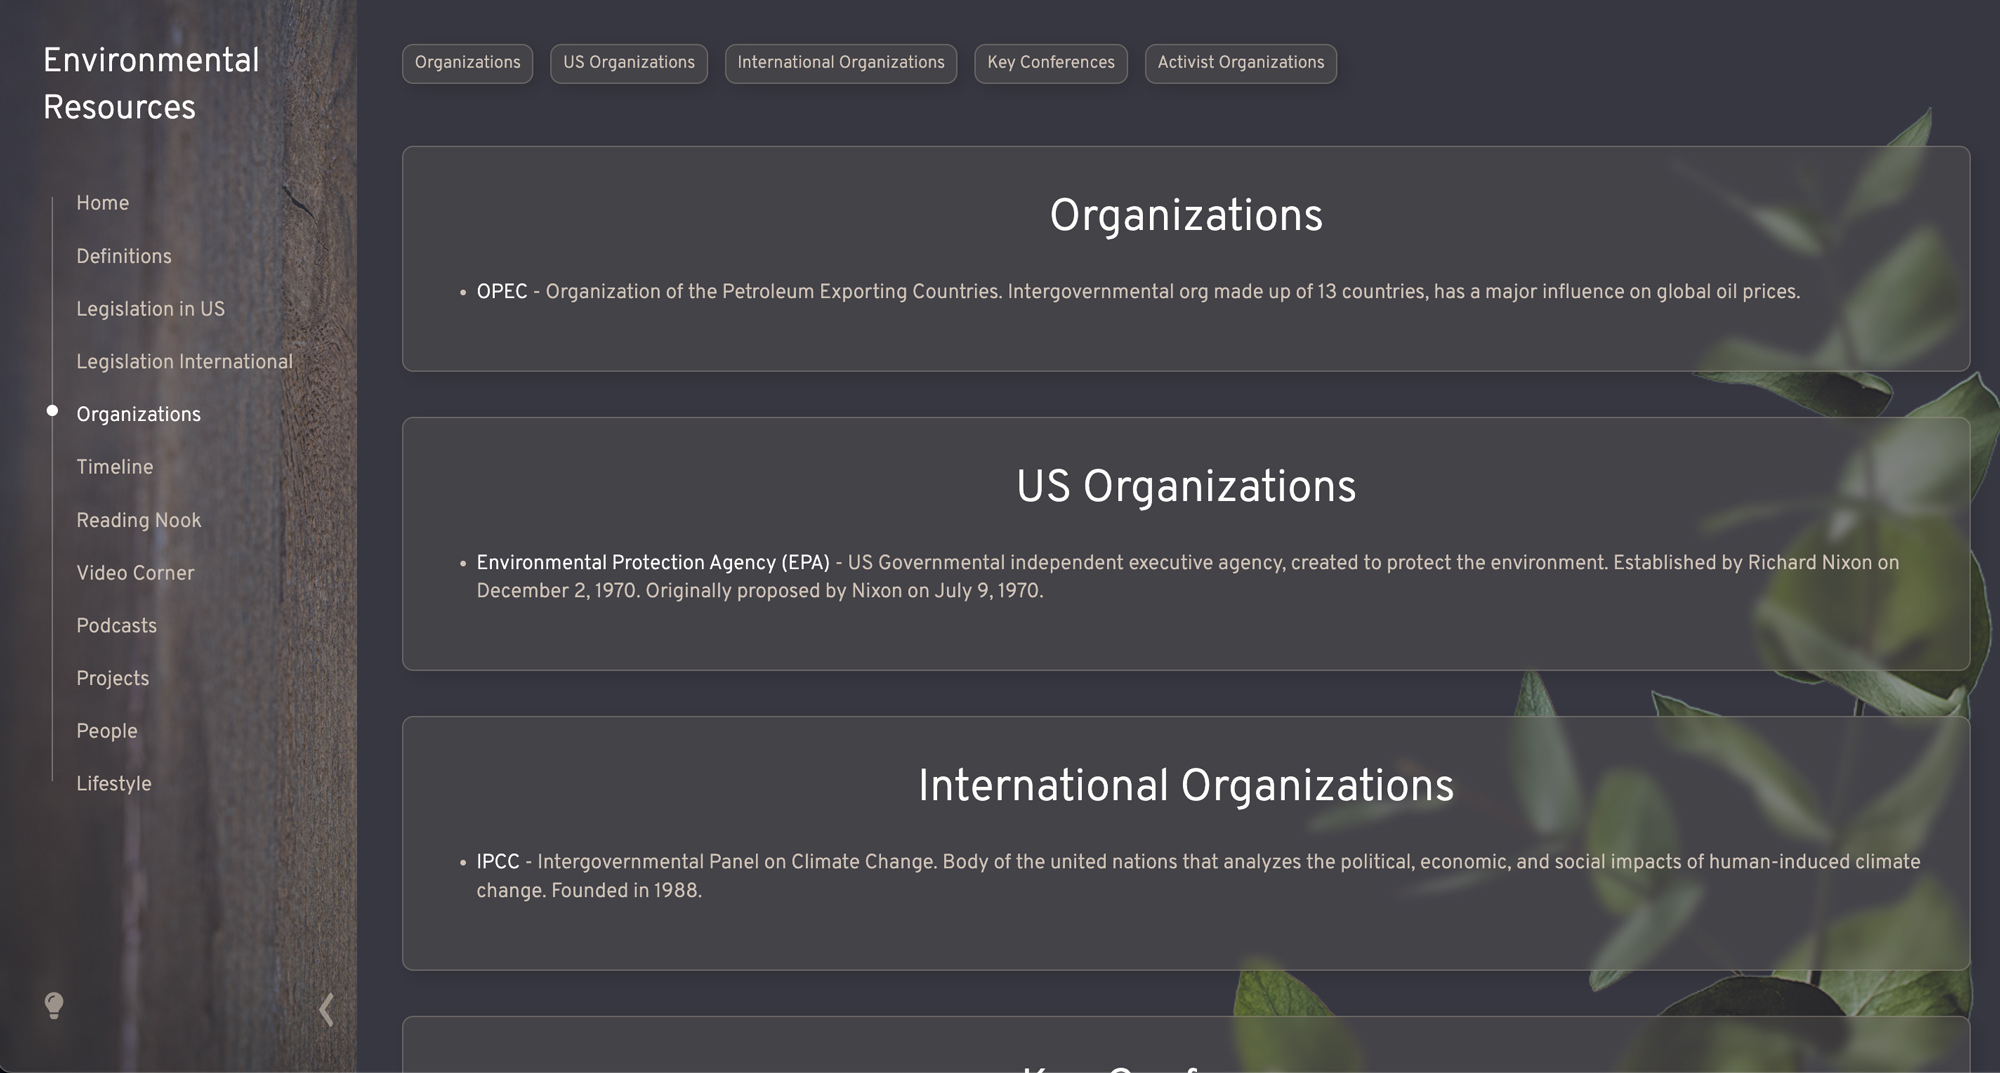 Environmental
Resources
Home
Definitions
Legislation in US
Legislation International
Organizations
Timeline
Reading Nook
Video Corner
Podcasts
Projects
People
Lifestyle
Organizations
US Organizations
International Organizations
Key Conferences
Activist Organizations
Organizations
• OPEC - Organization of the Petroleum Exporting Countries. Intergovernmental org made up of 13 countries, has a major influence on global oil prices.
US Organizations
• Environmental Protection Agency (EPA) - US Governmental independent executive agency, created to protect the environment. Established by Richard Nixon on
December 2, 1970. Originally proposed by Nixon on July 9, 1970.
International Organizations
• IPCC - Intergovernmental Panel on Climate Change. Body of the united nations that analyzes the political, economic, and social impacts of human-induced climate
change. Founded in 1988.